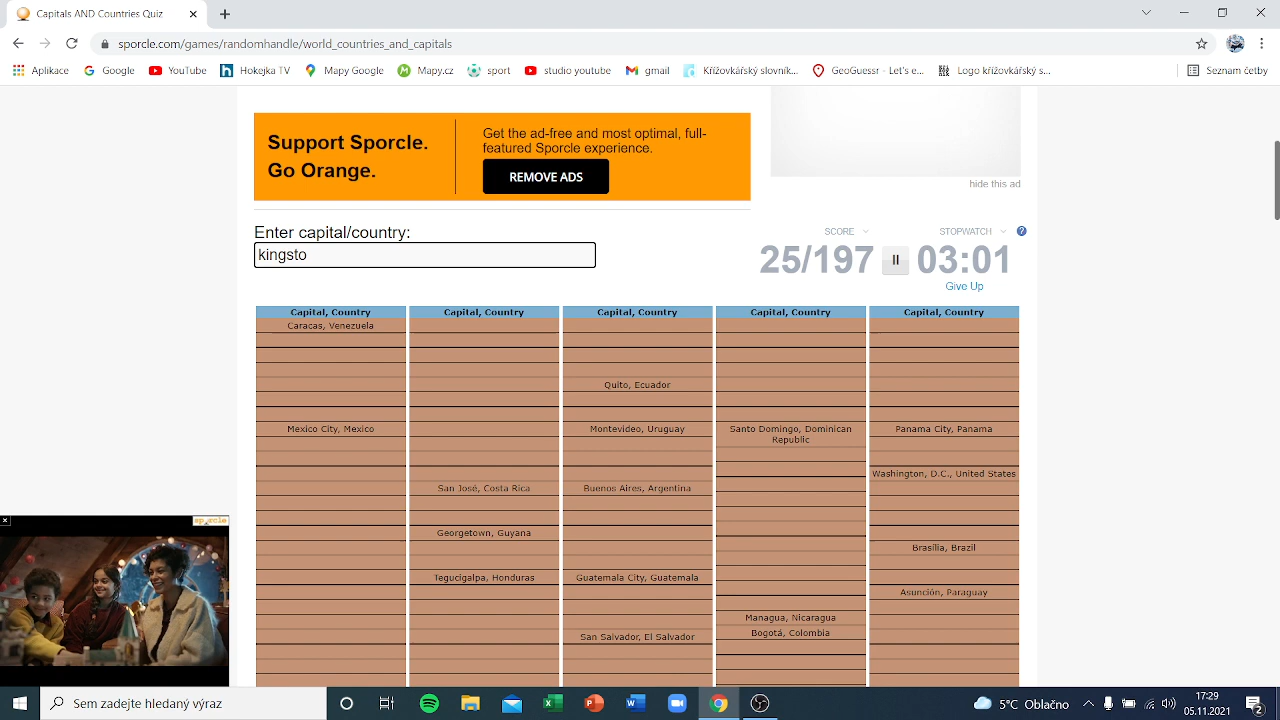 Capitals And Countries Quiz
sporcle.com/games/nsurfer/world_countries_and_capitals
Aplikace
Google
YouTube
Hokejka TV
Mapy Google
Mapy.cz
sport
studio youtube
gmail
Křížovkářský slovník...
GeoGuessr - Let's e...
Logo křížovkářský s...
Seznam četby
Support Sporcle.
Go Orange.
Get the ad-free and most optimal, full-
featured Sporcle experience.
REMOVE ADS
hide this ad
Enter capital/country:
kingsto
SCORE
STOPWATCH
25/197
03:01
Give Up
Capital, Country
Capital, Country
Capital, Country
Capital, Country
Capital, Country
Caracas, Venezuela
Quito, Ecuador
Mexico City, Mexico
Montevideo, Uruguay
Santo Domingo, Dominican
Republic
Panama City, Panama
Washington, D.C., United States
San José, Costa Rica
Buenos Aires, Argentina
Georgetown, Guyana
Brasília, Brazil
Tegucigalpa, Honduras
Guatemala City, Guatemala
Asunción, Paraguay
Managua, Nicaragua
San Salvador, El Salvador
Bogotá, Colombia
sporcle
Sem zadejte hledaný výraz
5°C Oblačno
17:29
05.11.2021
2